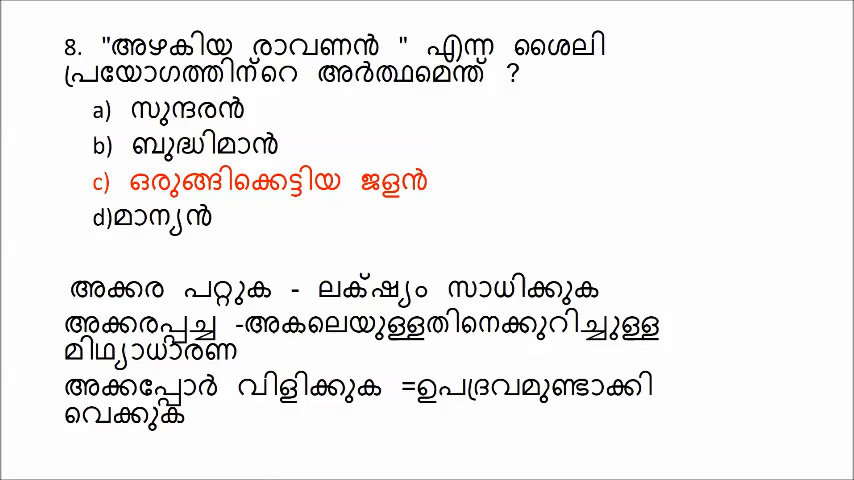 8. "അഴകിയ രാവണൻ " എന്ന ശൈലി
പ്രയോഗത്തിന്റെ അർത്ഥമെന്ത് ?
a) സുന്ദരൻ
b) ബുദ്ധിമാൻ
c) ഒരുങ്ങിക്കെട്ടിയ ജളൻ
d)മാന്യൻ
അക്കര പറ്റുക - ലക്‌ഷ്യം സാധിക്കുക
അക്കരപ്പച്ച -അകലെയുള്ളതിനെക്കുറിച്ചുള്ള
മിഥ്യാധാരണ
അക്കപ്പോർ വിളിക്കുക =ഉപദ്രവമുണ്ടാക്കി
വെക്കുക